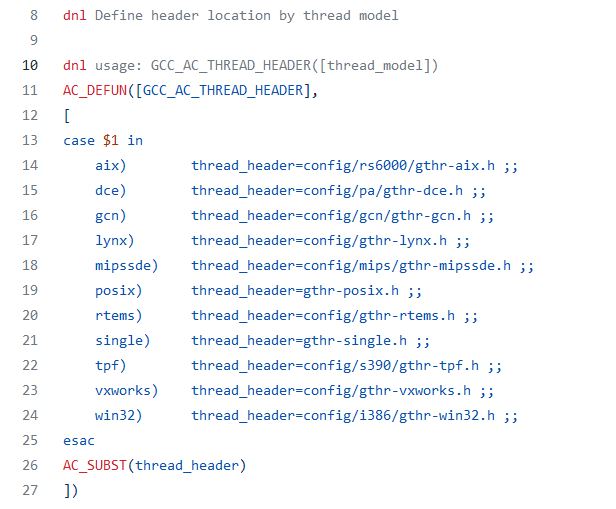 8 dnl Define header location by thread model
9
10 dnl usage: GCC_AC_THREAD_HEADER([thread_model])
11 AC_DEFUN([GCC_AC_THREAD_HEADER],
12 [
13 case $1 in
14     aix)       thread_header=config/rs6000/gthr-aix.h ;;
15     dce)       thread_header=config/pa/gthr-dce.h ;;
16     gcn)       thread_header=config/gcn/gthr-gcn.h ;;
17     lynx)      thread_header=config/gthr-lynx.h ;;
18     mipssde)   thread_header=config/mips/gthr-mipssde.h ;;
19     posix)     thread_header=gthr-posix.h ;;
20     rtems)     thread_header=config/gthr-rtems.h ;;
21     single)    thread_header=gthr-single.h ;;
22     tpf)       thread_header=config/s390/gthr-tpf.h ;;
23     vxworks)   thread_header=config/gthr-vxworks.h ;;
24     win32)     thread_header=config/i386/gthr-win32.h ;;
25 esac
26 AC_SUBST(thread_header)
27 ])